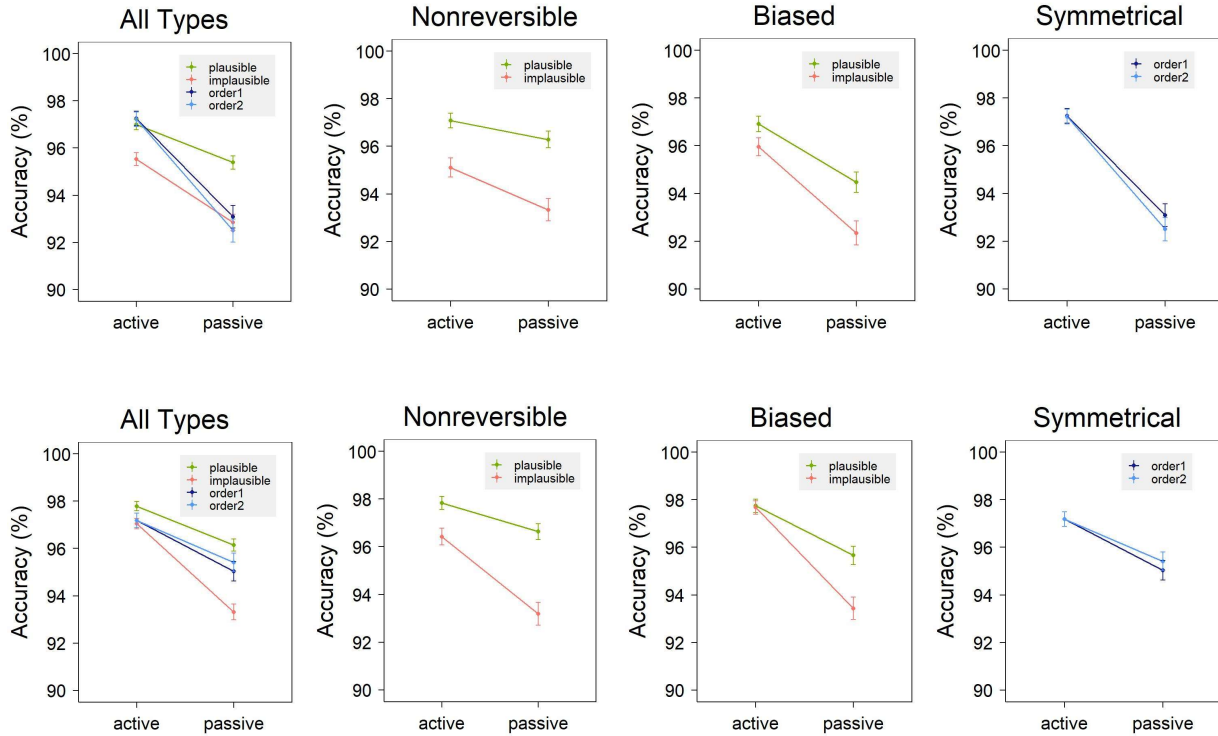 All Types
Accuracy (%)
100
98
96
94
92
90
plausible
implausible
order1
order2
active passive
Nonreversible
Accuracy (%)
100
98
96
94
92
90
plausible
implausible
active passive
Biased
Accuracy (%)
100
98
96
94
92
90
plausible
implausible
active passive
Symmetrical
Accuracy (%)
100
98
96
94
92
90
order1
order2
active passive
All Types
Accuracy (%)
100
98
96
94
92
90
plausible
implausible
order1
order2
active passive
Nonreversible
Accuracy (%)
100
98
96
94
92
90
plausible
implausible
active passive
Biased
Accuracy (%)
100
98
96
94
92
90
plausible
implausible
active passive
Symmetrical
Accuracy (%)
100
98
96
94
92
90
order1
order2
active passive